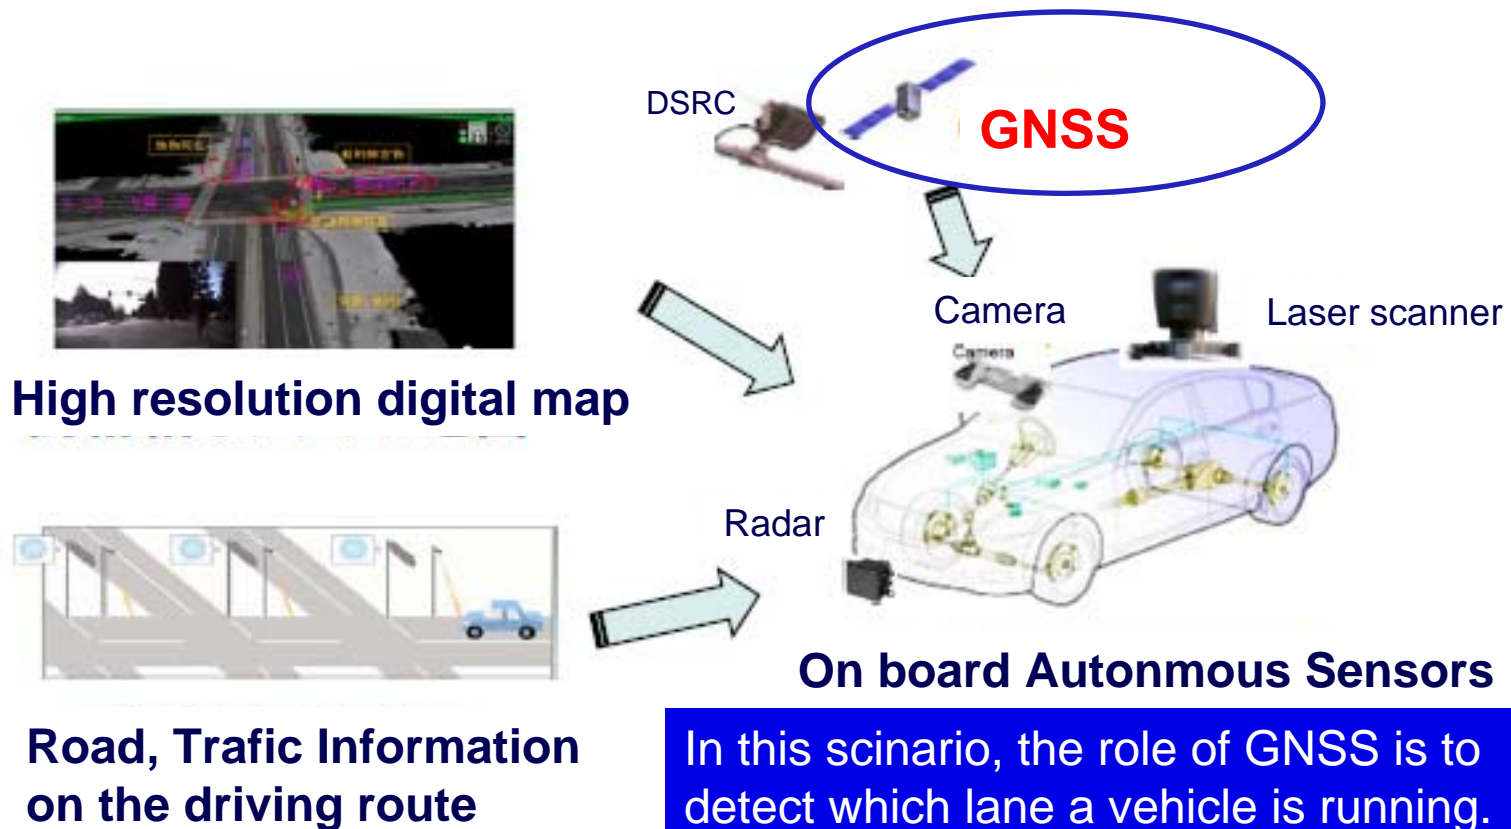 DSRC
GNSS
Camera
Laser scanner
Camera
High resolution digital map
Radar
On board Autonmous Sensors
Road, Trafic Information
on the driving route
In this scinario, the role of GNSS is to
detect which lane a vehicle is running.